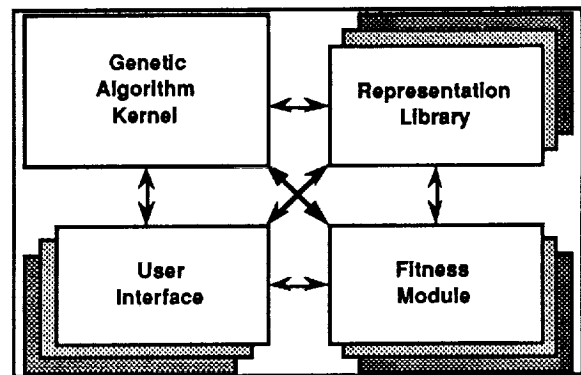 Genetic
Algorithm
Kernel
Representation
Library
User
Interface
Fitness
Module